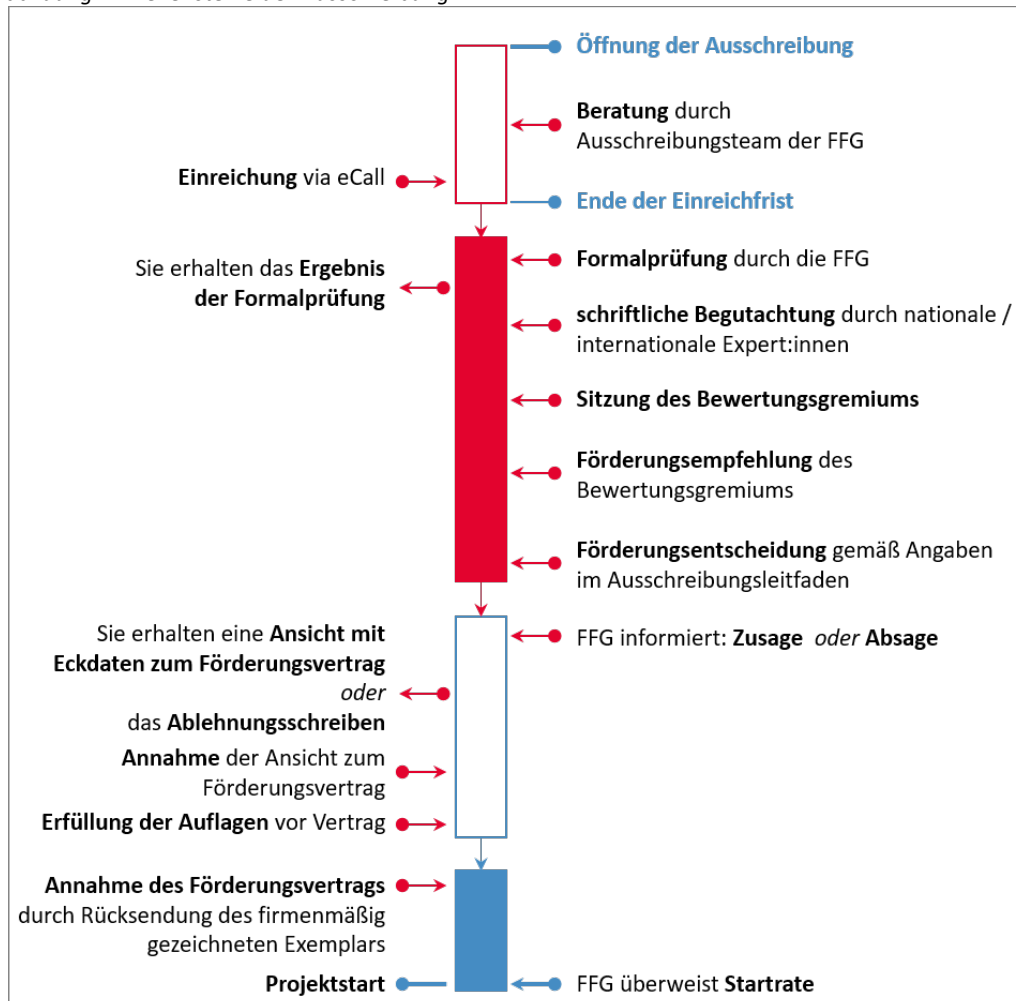 Öffnung der Ausschreibung
Beratung durch
Ausschreibungsteam der FFG
Einreichung via eCall
Ende der Einreichfrist
Formalprüfung durch die FFG
Sie erhalten das Ergebnis
der Formalprüfung
schriftliche Begutachtung durch nationale /
internationale Expert:innen
Sitzung des Bewertungsgremiums
Förderungsempfehlung des
Bewertungsgremiums
Förderungsentscheidung gemäß Angaben
im Ausschreibungsleitfaden
FFG informiert: Zusage oder Absage
Sie erhalten eine Ansicht mit
Eckdaten zum Förderungsvertrag
oder
das Ablehnungsschreiben
Annahme der Ansicht zum
Förderungsvertrag
Erfüllung der Auflagen vor Vertrag
Annahme des Förderungsvertrags
durch Rücksendung des firmenmäßig
gezeichneten Exemplars
Projektstart
FFG überweist Startrate